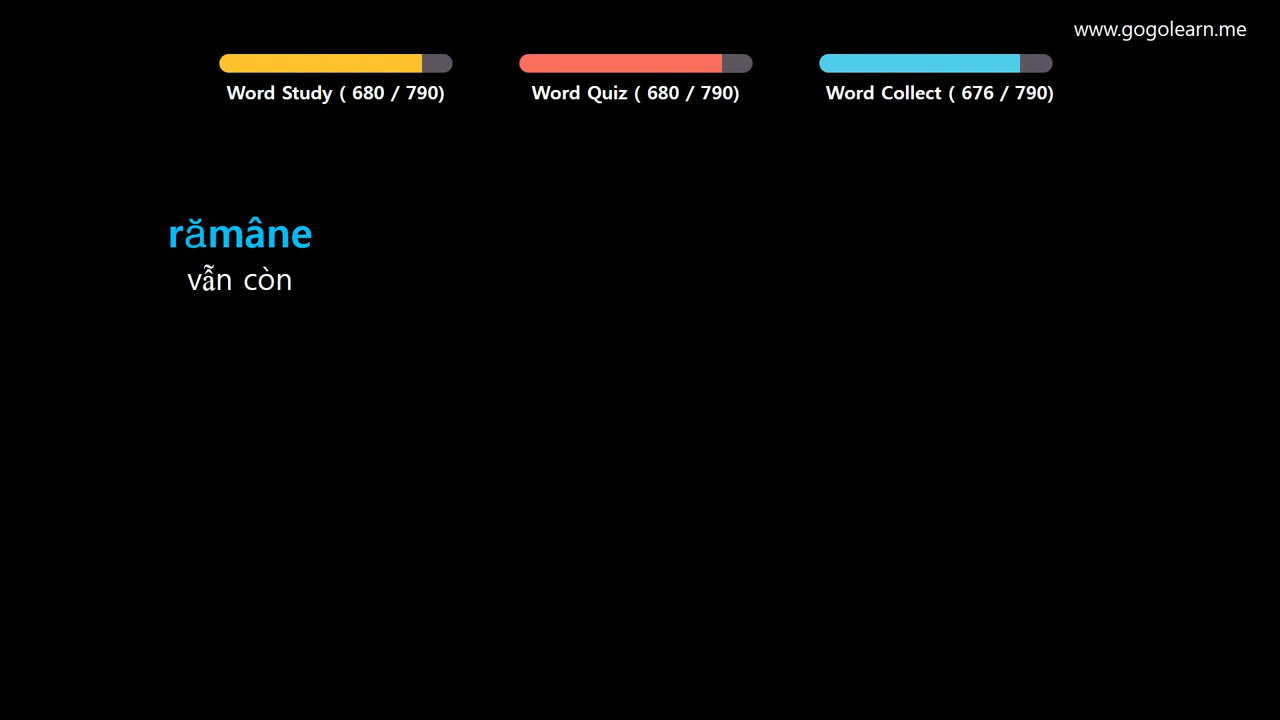 www.gogolearn.me
Word Study ( 680 / 790)
Word Quiz ( 680 / 790)
Word Collect ( 676 / 790)
rămâne
vẫn còn